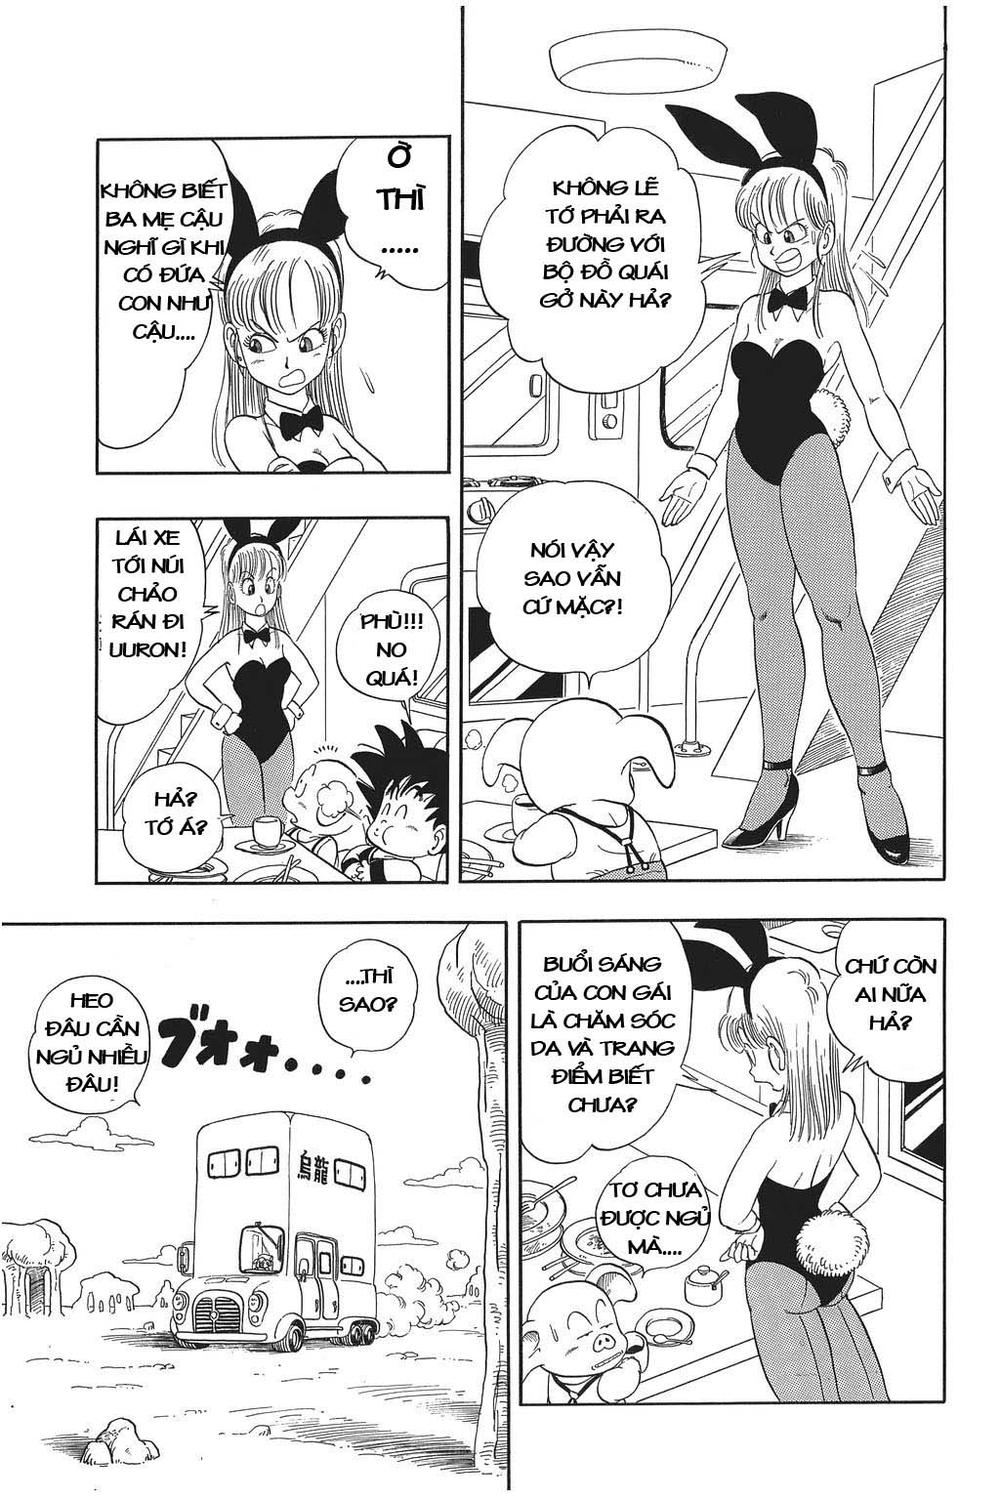 KHÔNG LẼ
TỚ PHẢI RA
ĐƯỜNG VỚI
BỘ ĐỒ QUÁI
GỞ NÀY HẢ?
NÓI VẬY
SAO VẪN
CỨ MẶC?!
Ờ
THÌ
.....
KHÔNG BIẾT
BA MẸ CẬU
NGHĨ GÌ KHI
CÓ ĐỨA
CON NHƯ
CẬU....
PHÙ!!!
NO
QUÁ!
LÁI XE
TỚI NÚI
CHẢO
RÁN ĐI
UURON!
HẢ?
TỚ Á?
CHỨ CÒN
AI NỮA
HẢ?
BUỔI SÁNG
CỦA CON GÁI
LÀ CHĂM SÓC
DA VÀ TRANG
ĐIỂM BIẾT
CHƯA?
TƠ CHƯA
ĐƯỢC NGỦ
MÀ....
....THÌ
SAO?
HEO
ĐÂU CẦN
NGỦ NHIỀU
ĐÂU!
ブオォ....
烏龍